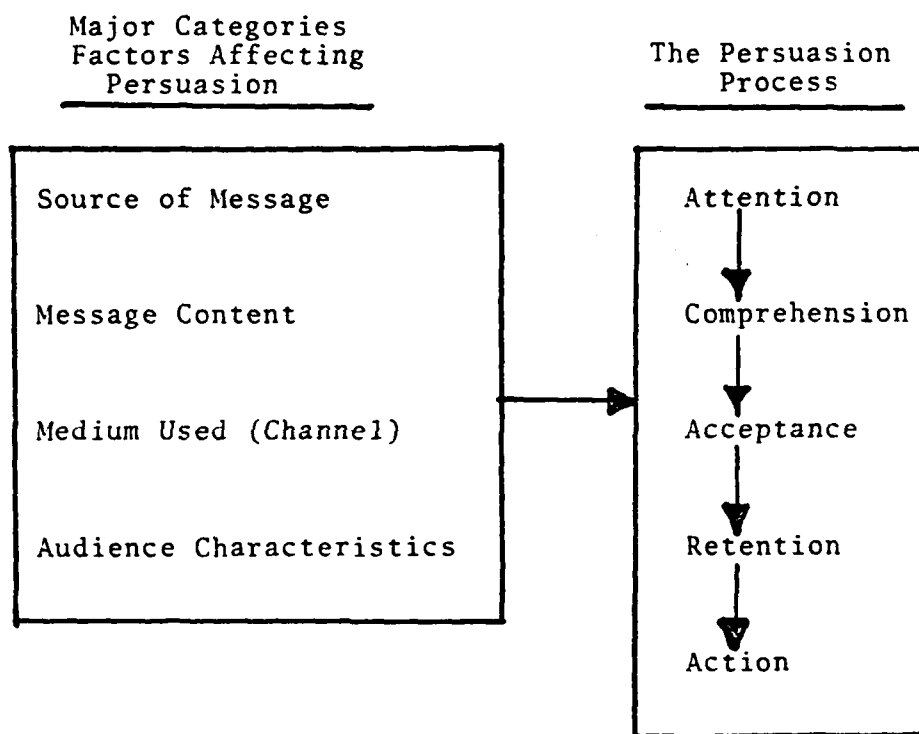 Major Categories
Factors Affecting
Persuasion
Source of Message
Message Content
Medium Used (Channel)
Audience Characteristics
The Persuasion
Process
Attention
Comprehension
Acceptance
Retention
Action